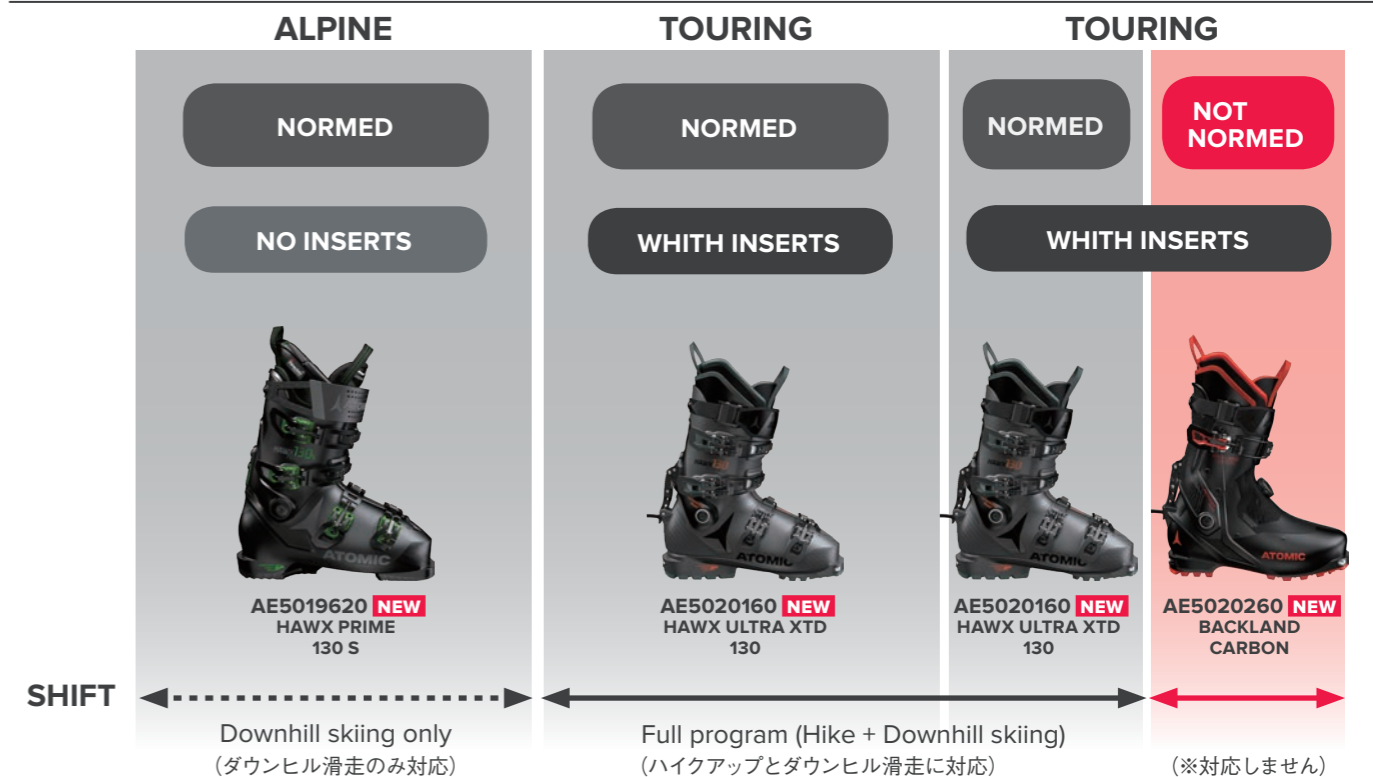 ALPINE
TOURING
TOURING
NORMED
NORMED
NORMED
NOT
NORMED
NO INSERTS
WHITH INSERTS
WHITH INSERTS
130
ATOMIC
ATOMIC
ATOMIC
ATOMIC
AE5019620 NEW
HAWX PRIME
130 S
AE5020160 NEW
HAWX ULTRA XTD
130
AE5020160 NEW
HAWX ULTRA XTD
130
AE5020260 NEW
BACKLAND
CARBON
SHIFT
Downhill skiing only
（ダウンヒル滑走のみ対応）
Full program (Hike + Downhill skiing)
（ハイクアップとダウンヒル滑走に対応）
（※対応しません）